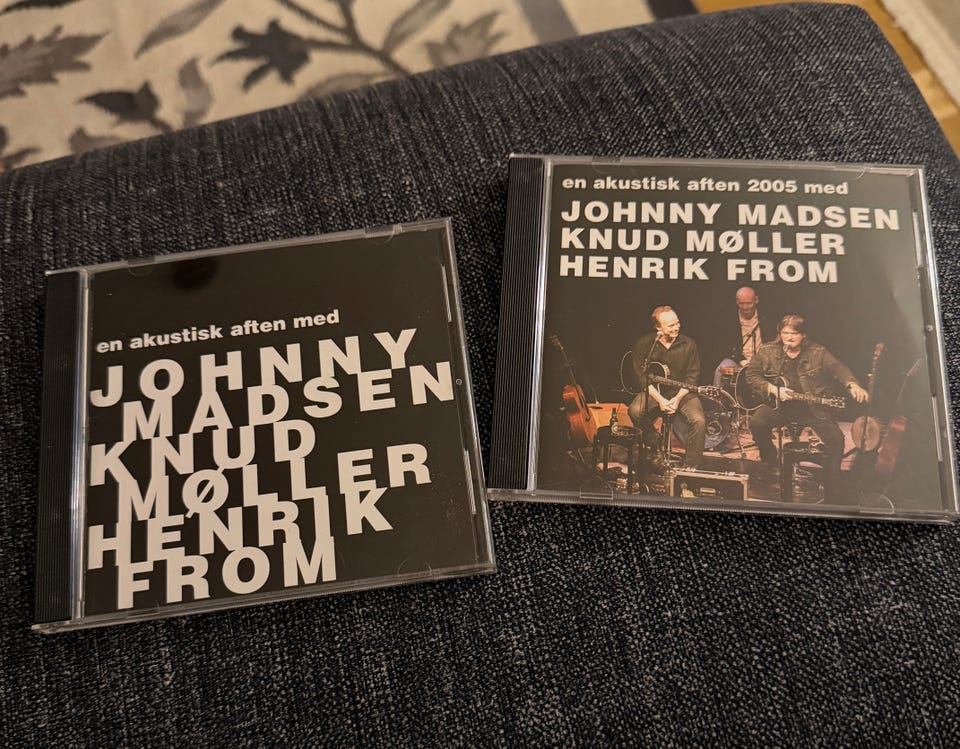 en akustisk aften med
JOHNNY
MADSEN
KNUD
MØLLER
HENRIK
FROM
en akustisk aften 2005 med
JOHNNY MADSEN
KNUD MØLLER
HENRIK FROM